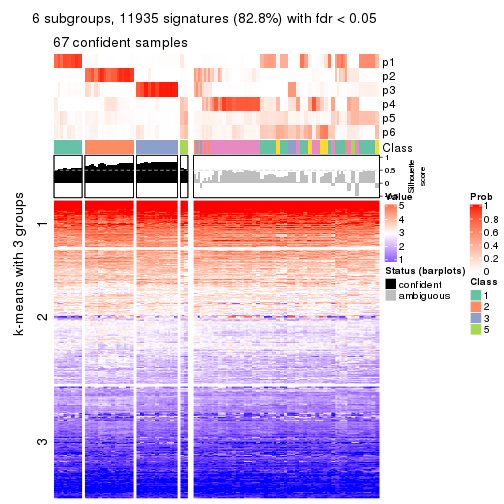 6 subgroups, 11935 signatures (82.8%) with fdr < 0.05
67 confident samples
p1
p2
p3
p4
p5
p6
Class
1
0.5
0
Silhouette
score
k-means with 3 groups
1
2
3
Value
5
4
3
2
1
Status (barplots)
confident
ambiguous
Prob
1
0.8
0.6
0.4
0.2
0
Class
1
2
3
5